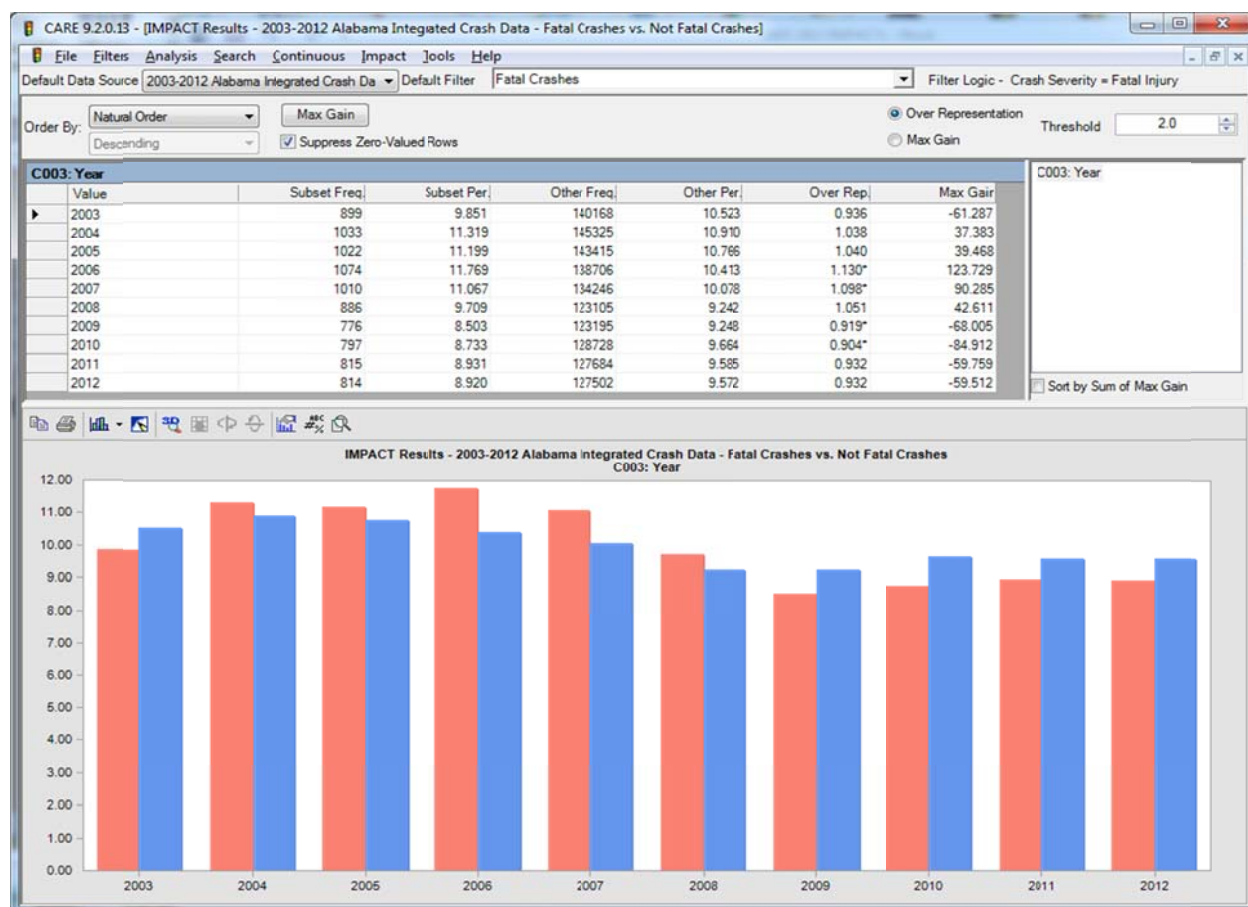 CARE 9.2.0.13 - [IMPACT Results - 2003-2012 Alabama Integrated Crash Data - Fatal Crashes vs. Not Fatal Crashes]
File Filters Analysis Search Continuous Impact Tools Help
Default Data Source 2003-2012 Alabama Integrated Crash Da Default Filter Fatal Crashes Filter Logic - Crash Severity = Fatal Injury
Order By: Natural Order Max Gain Over Representation Threshold 2.0
Descending Suppress Zero-Valued Rows Max Gain
C003: Year C003: Year
Value Subset Freq. Subset Per. Other Freq. Other Per. Over Rep. Max Gain
2003 899 9.851 140168 10.523 0.936 -61.287
2004 1033 11.319 145325 10.910 1.038 37.383
2005 1022 11.199 143415 10.766 1.040 39.468
2006 1074 11.769 138706 10.413 1.130* 123.729
2007 1010 11.067 134246 10.078 1.098* 90.285
2008 886 9.709 123105 9.242 1.051 42.611
2009 776 8.503 123195 9.248 0.919* -68.005
2010 797 8.733 128728 9.664 0.904* -84.912
2011 815 8.931 127684 9.585 0.932 -59.759
2012 814 8.920 127502 9.572 0.932 -59.512
Sort by Sum of Max Gain
IMPACT Results - 2003-2012 Alabama Integrated Crash Data - Fatal Crashes vs. Not Fatal Crashes
C003: Year
12.00
11.00
10.00
9.00
8.00
7.00
6.00
5.00
4.00
3.00
2.00
1.00
0.00
2003 2004 2005 2006 2007 2008 2009 2010 2011 2012